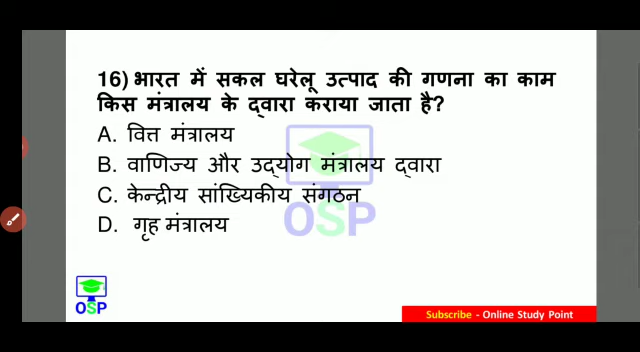 16) भारत में सकल घरेलू उत्पाद की गणना का काम
किस मंत्रालय के द्वारा कराया जाता है?
A. वित्त मंत्रालय
B. वाणिज्य और उद्योग मंत्रालय द्वारा
C. केन्द्रीय सांख्यिकीय संगठन
D. गृह मंत्रालय
OSP
OSP
Subscribe - Online Study Point